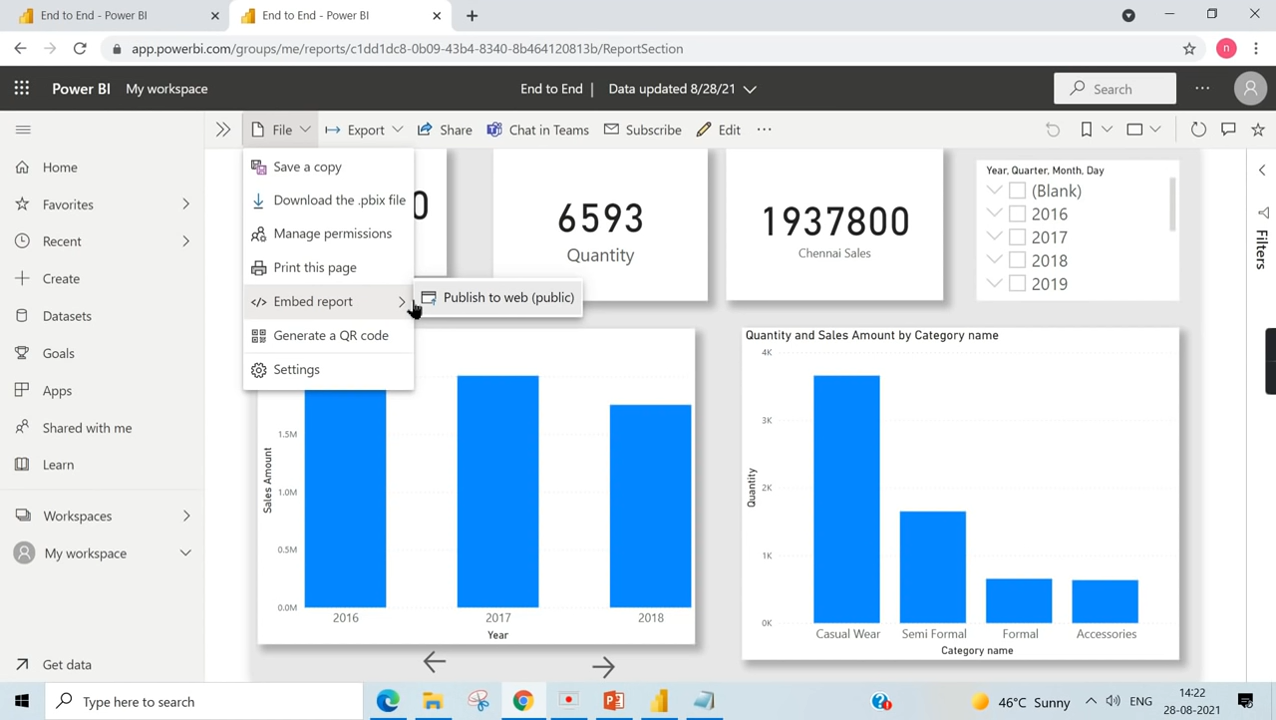 End to End - Power BI
End to End - Power BI
app.powerbi.com/groups/me/reports/c1dd1dc8-0b09-43b4-8340-8b464120813b/ReportSection
n
Power BI
My workspace
End to End | Data updated 8/28/21
Search
File
Export
Share
Chat in Teams
Subscribe
Edit
Home
Favorites
Recent
Create
Datasets
Goals
Apps
Shared with me
Learn
Workspaces
My workspace
Get data
Save a copy
Download the .pbix file
Manage permissions
Print this page
Embed report
Publish to web (public)
Generate a QR code
Settings
0
6593
Quantity
1937800
Chennai Sales
Year, Quarter, Month, Day
(Blank)
2016
2017
2018
2019
Filters
1.5M
1.0M
0.5M
0.0M
Sales Amount
2016
2017
2018
Year
Quantity and Sales Amount by Category name
4K
3K
2K
1K
0K
Quantity
Casual Wear
Semi Formal
Formal
Accessories
Category name
Type here to search
46°C Sunny
ENG
14:22
28-08-2021